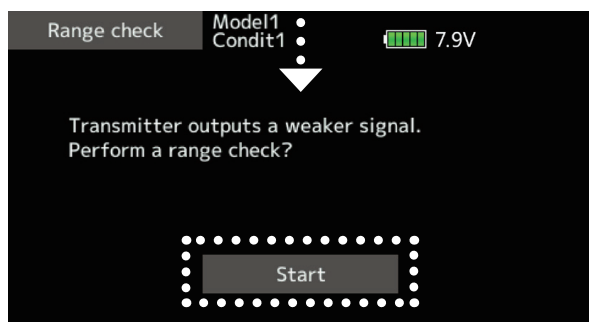 Range check
Model1
Condit1
7.9V
Transmitter outputs a weaker signal.
Perform a range check?
Start